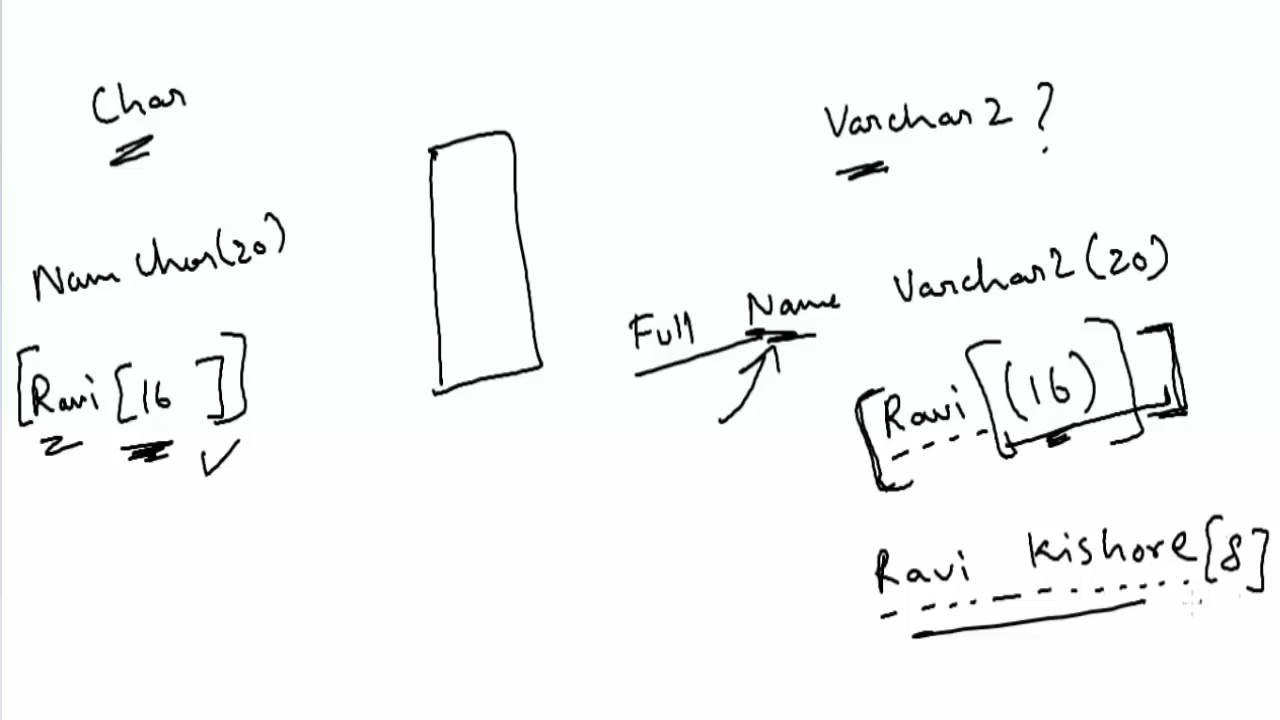 Char
Varchar2 ?
Nam Char(20)
Full Name Varchar2 (20)
[Ravi [16 ]]
[Ravi [(16)]]
Ravi Kishore [8]